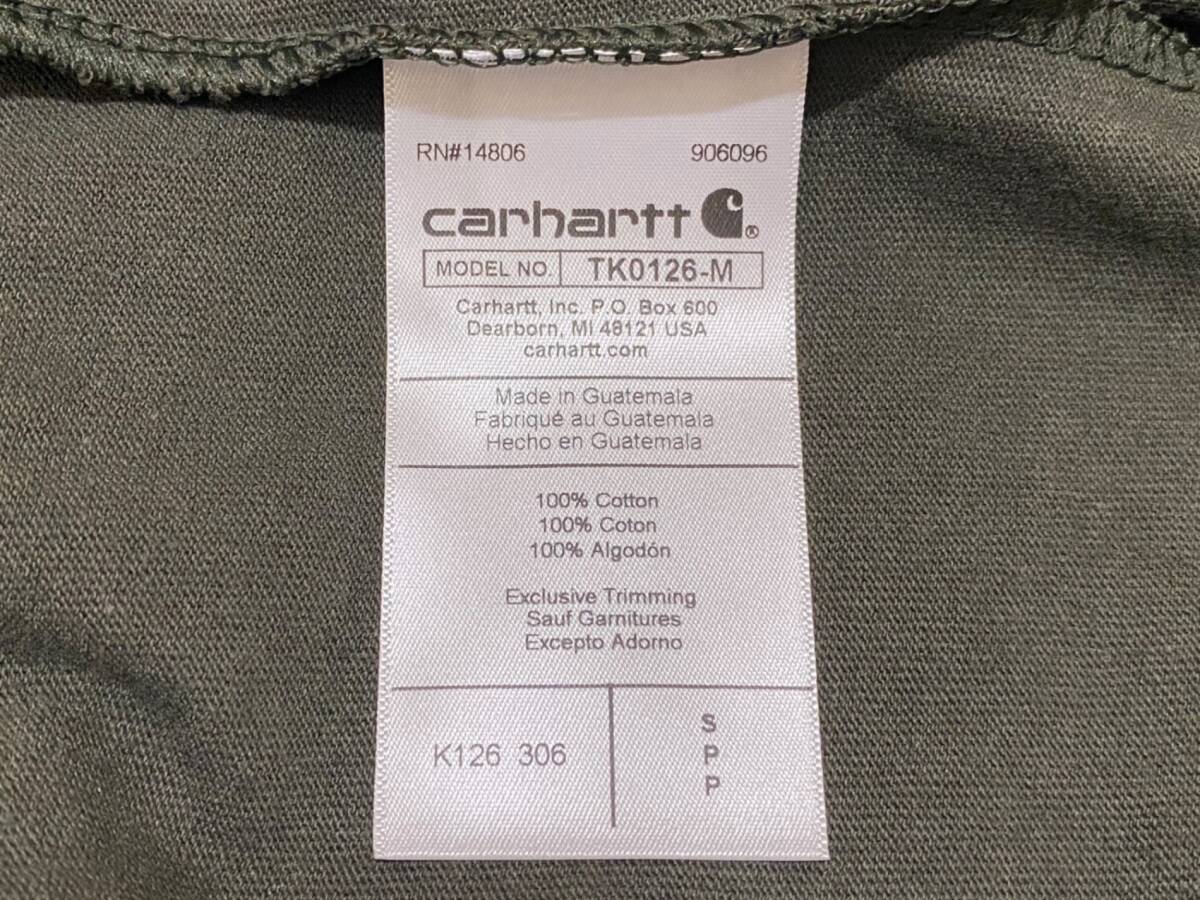 RN#14806 906096
carhartt ®
MODEL NO. TK0126-M
Carhartt, Inc. P.O. Box 600
Dearborn, MI 48121 USA
carhartt.com
Made in Guatemala
Fabriqué au Guatemala
Hecho en Guatemala
100% Cotton
100% Coton
100% Algodón
Exclusive Trimming
Sauf Garnitures
Excepto Adorno
K126 306
S
P
P